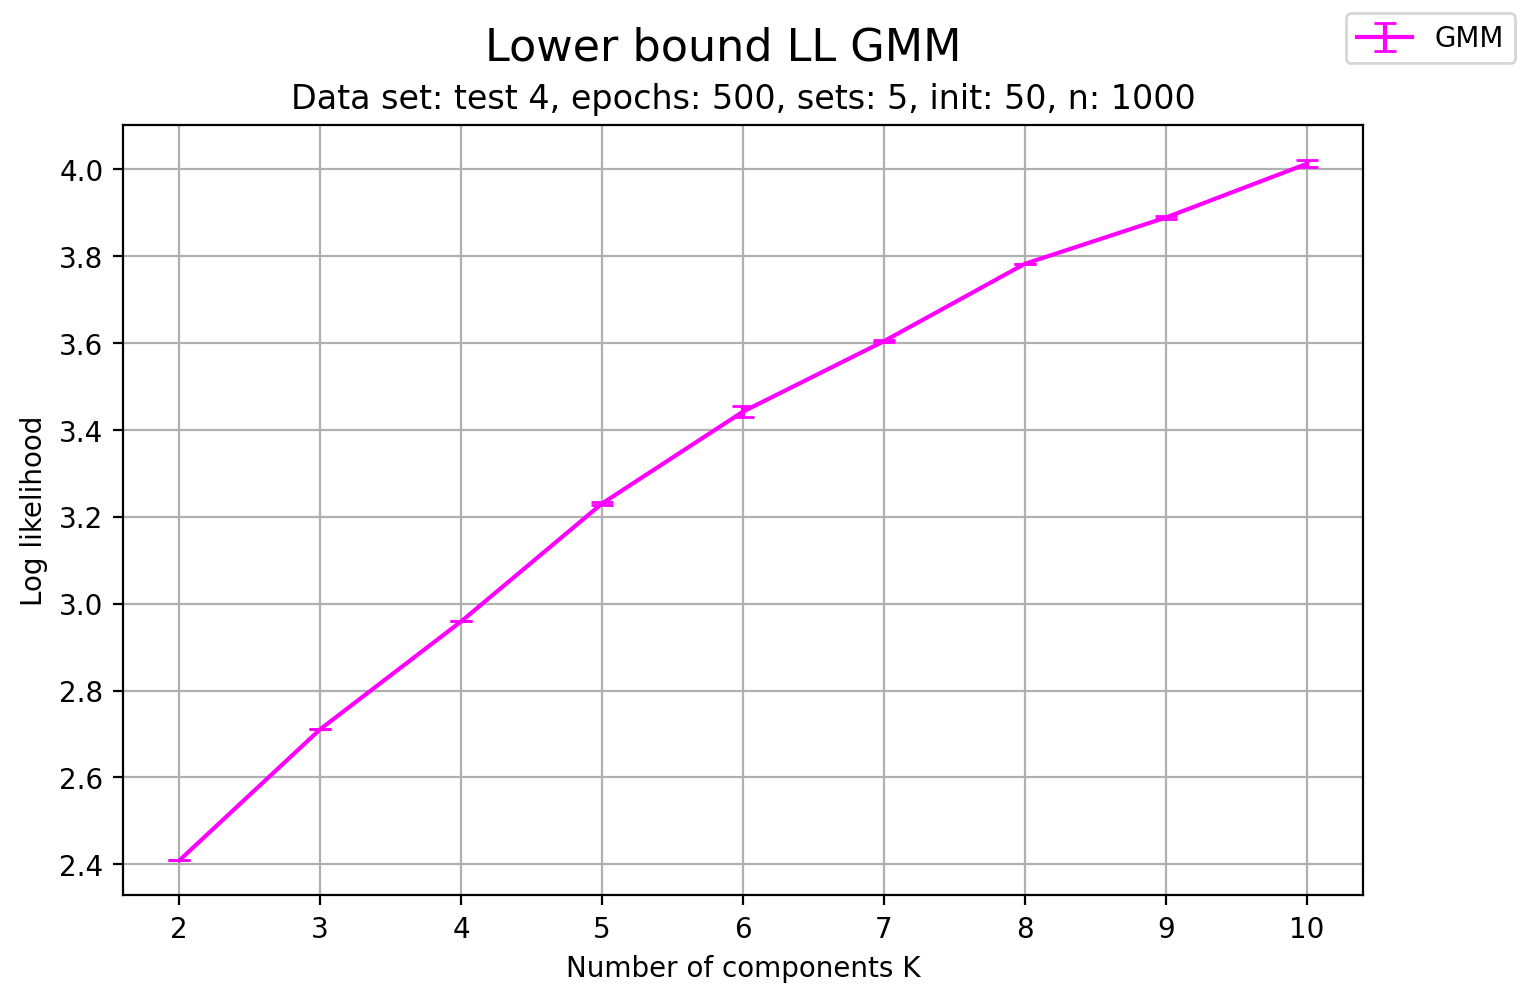 Lower bound LL GMM
GMM
Data set: test 4, epochs: 500, sets: 5, init: 50, n: 1000
4.0
3.8
3.6
3.4
3.2
3.0
2.8
2.6
2.4
Log likelihood
2 3 4 5 6 7 8 9 10
Number of components K